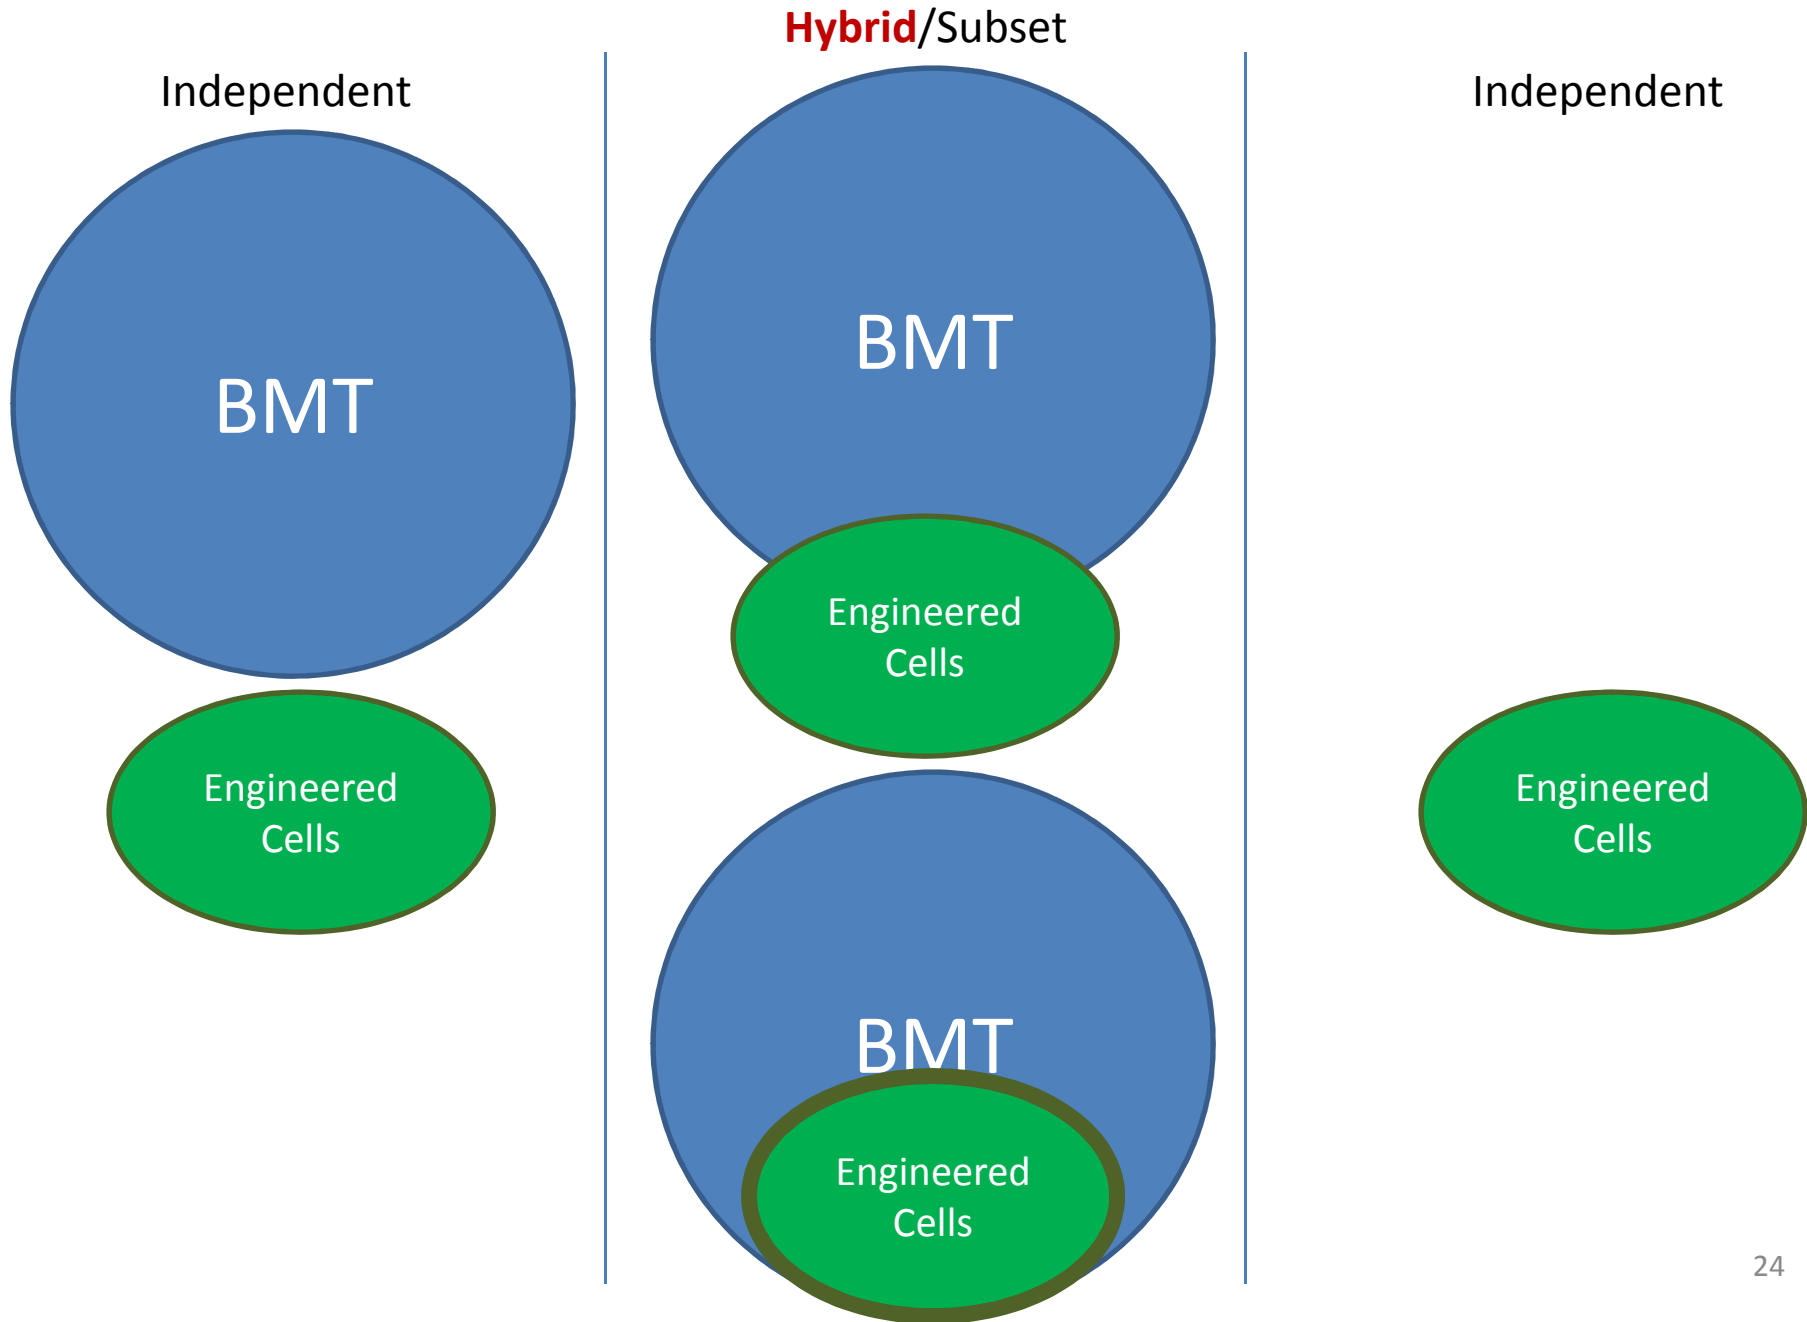 Hybrid/Subset
Independent
BMT
Engineered
Cells
BMT
Engineered
Cells
BMT
Engineered
Cells
Independent
Engineered
Cells
24